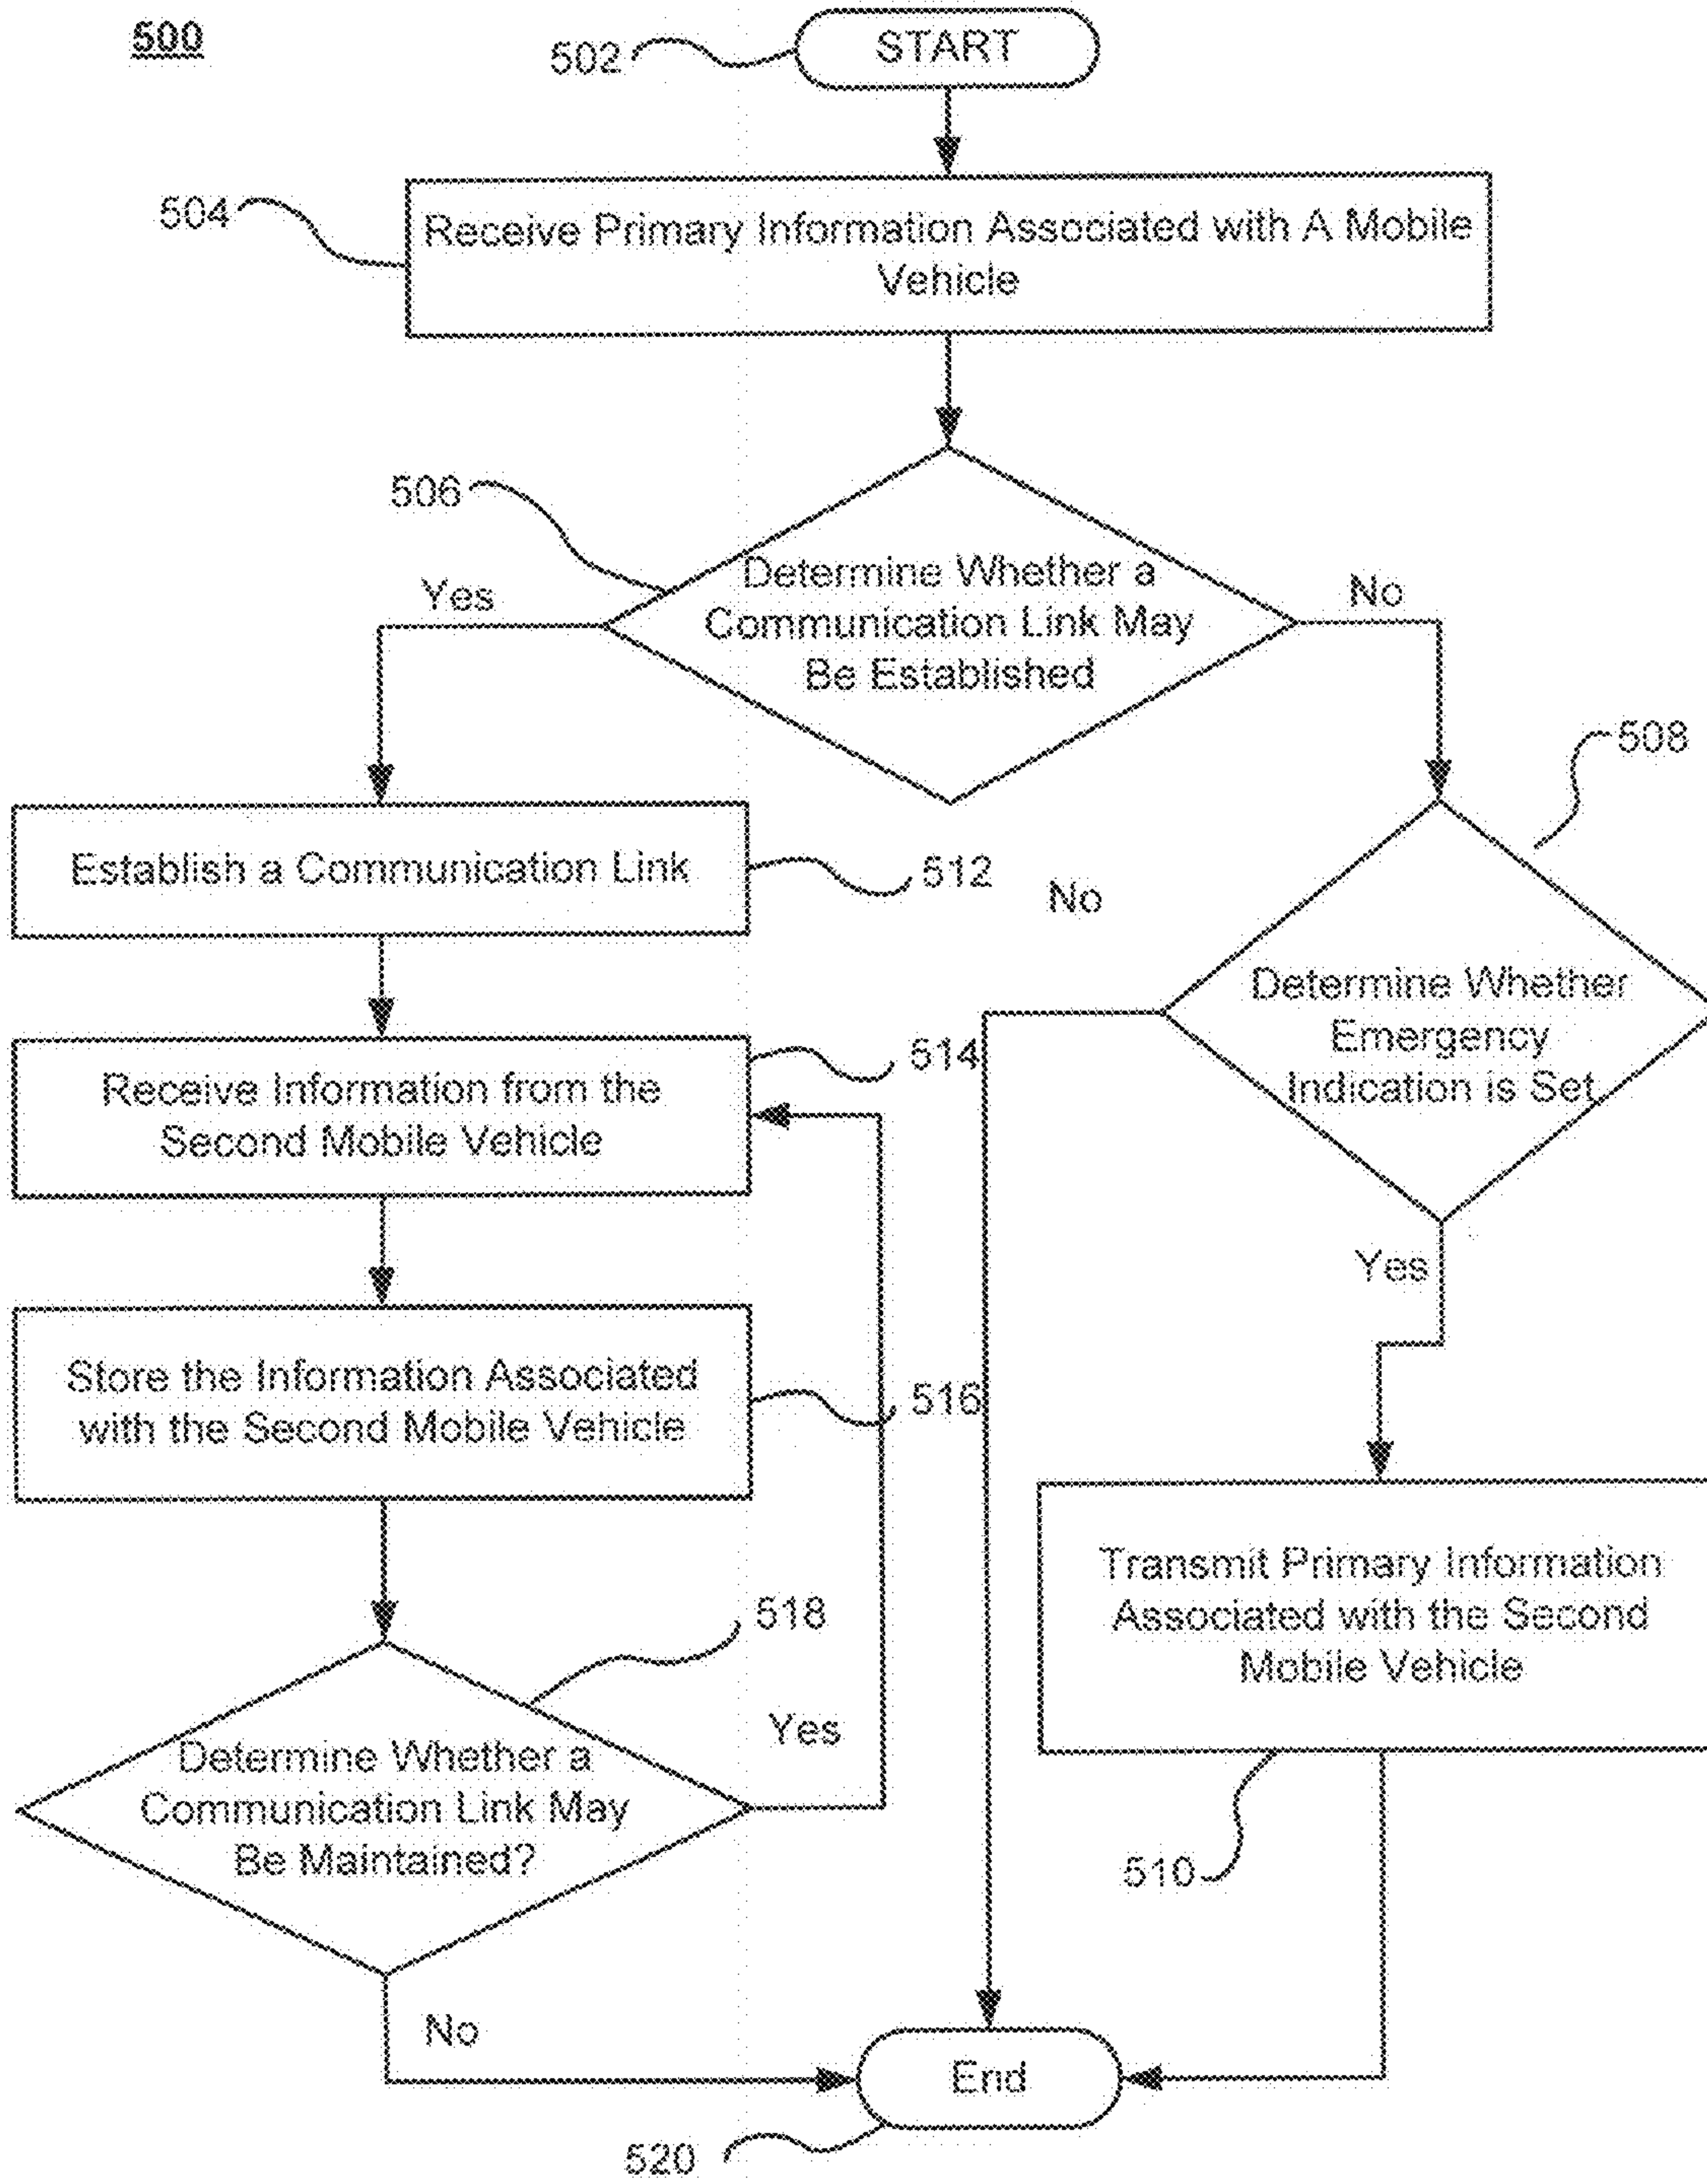 500
502
START
504
Receive Primary Information Associated with A Mobile
Vehicle
506
Yes
Determine Whether a
Communication Link May
Be Established
No
508
Establish a Communication Link
512
No
Determine Whether
Emergency
Indication is Set
514
Receive Information from the
Second Mobile Vehicle
Yes
Store the Information Associated
with the Second Mobile Vehicle
516
Transmit Primary Information
Associated with the Second
Mobile Vehicle
518
Yes
Determine Whether a
Communication Link May
Be Maintained?
510
No
End
520